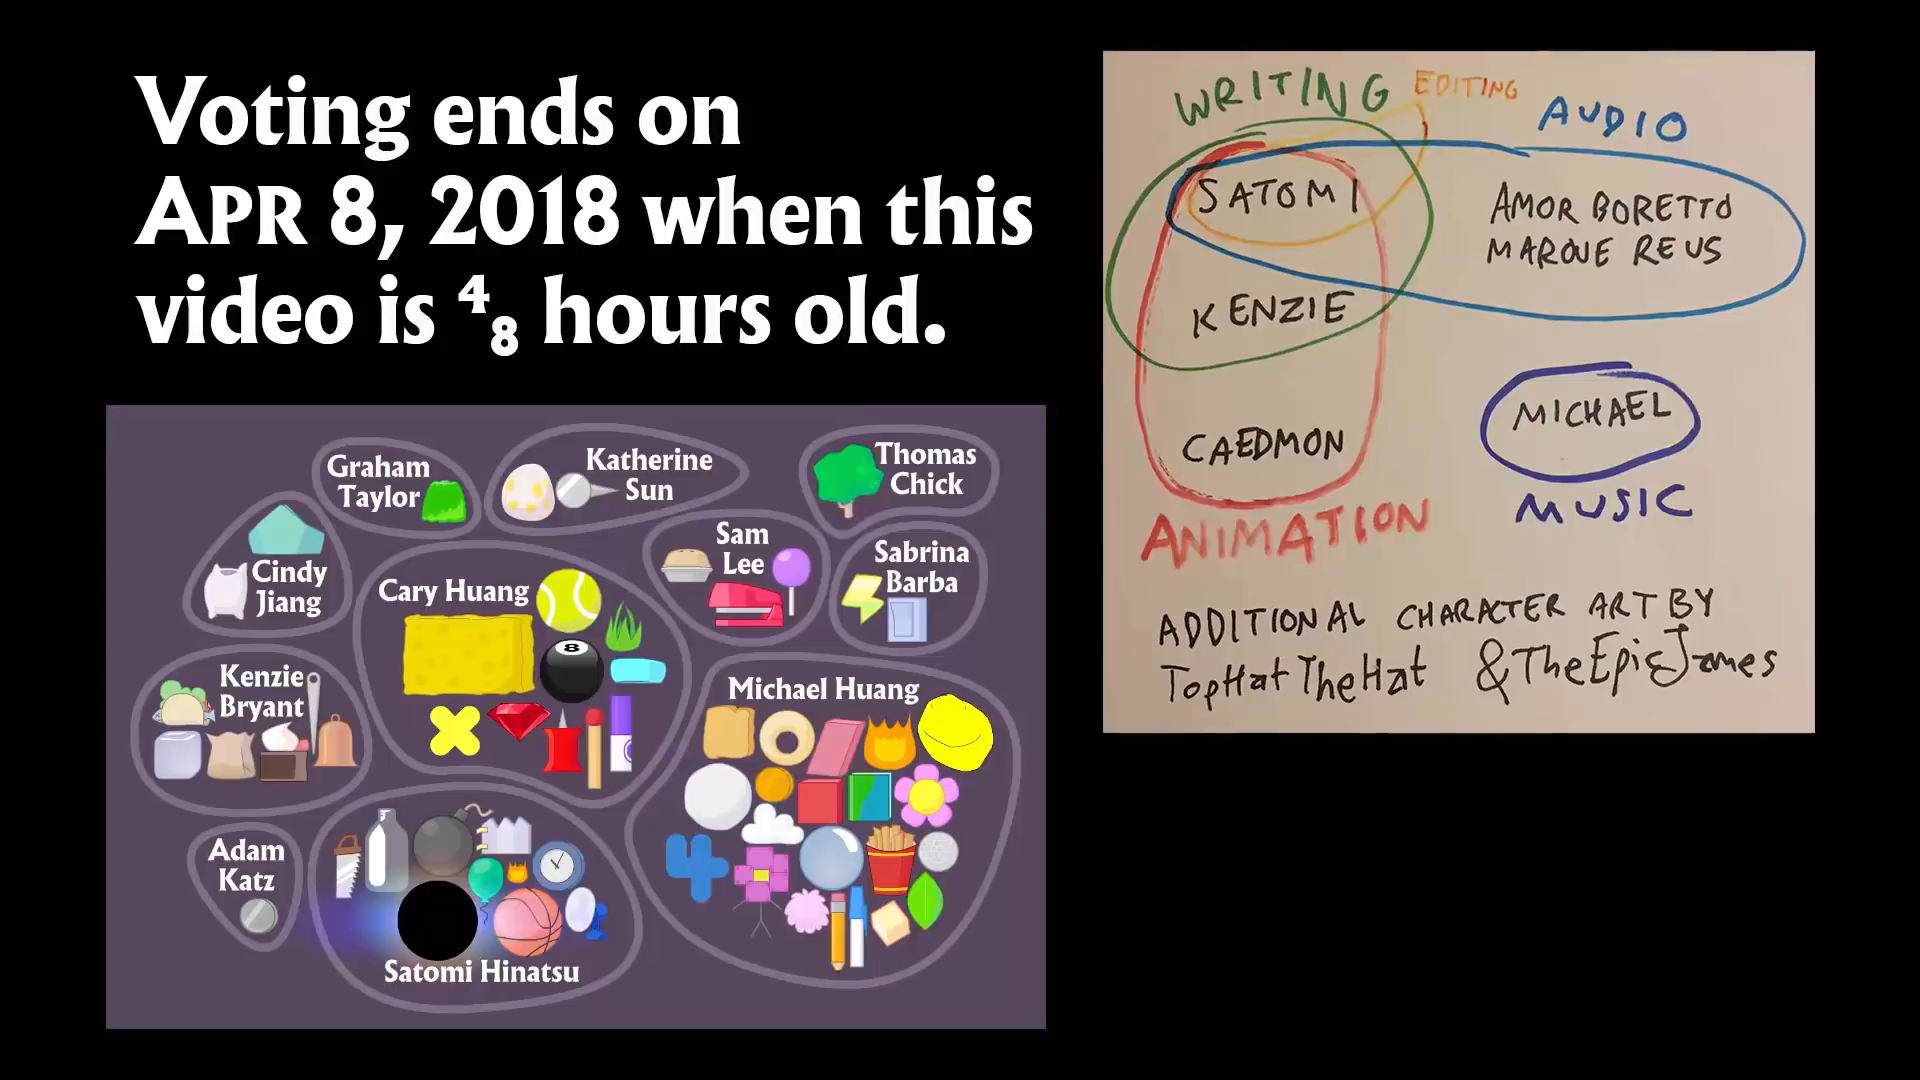 Voting ends on
APR 8, 2018 when this
video is ⁴₈ hours old.
Graham
Taylor
Katherine
Sun
Thomas
Chick
Cindy
Jiang
Cary Huang
8
Sam
Lee
Sabrina
Barba
Kenzie
Bryant
Michael Huang
Adam
Katz
Satomi Hinatsu
WRITING
EDITING
AUDIO
SATOMI
AMOR BORETTO
MARQUE REUS
KENZIE
MICHAEL
CAEDMON
MUSIC
ANIMATION
ADDITIONAL CHARACTER ART BY
TopHatTheHat & TheEpicJames